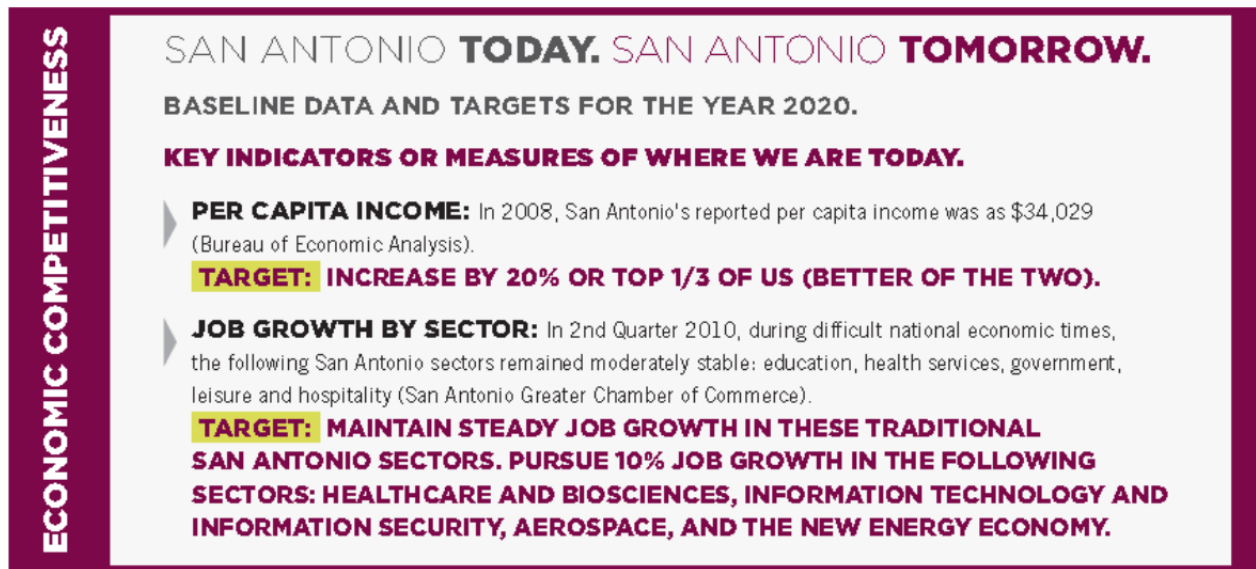 ECONOMIC COMPETITIVENESS
SAN ANTONIO TODAY. SAN ANTONIO TOMORROW.
BASELINE DATA AND TARGETS FOR THE YEAR 2020.
KEY INDICATORS OR MEASURES OF WHERE WE ARE TODAY.
PER CAPITA INCOME: In 2008, San Antonio's reported per capita income was as $34,029
(Bureau of Economic Analysis).
TARGET: INCREASE BY 20% OR TOP 1/3 OF US (BETTER OF THE TWO).
JOB GROWTH BY SECTOR: In 2nd Quarter 2010, during difficult national economic times,
the following San Antonio sectors remained moderately stable: education, health services, government,
leisure and hospitality (San Antonio Greater Chamber of Commerce).
TARGET: MAINTAIN STEADY JOB GROWTH IN THESE TRADITIONAL
SAN ANTONIO SECTORS. PURSUE 10% JOB GROWTH IN THE FOLLOWING
SECTORS: HEALTHCARE AND BIOSCIENCES, INFORMATION TECHNOLOGY AND
INFORMATION SECURITY, AEROSPACE, AND THE NEW ENERGY ECONOMY.